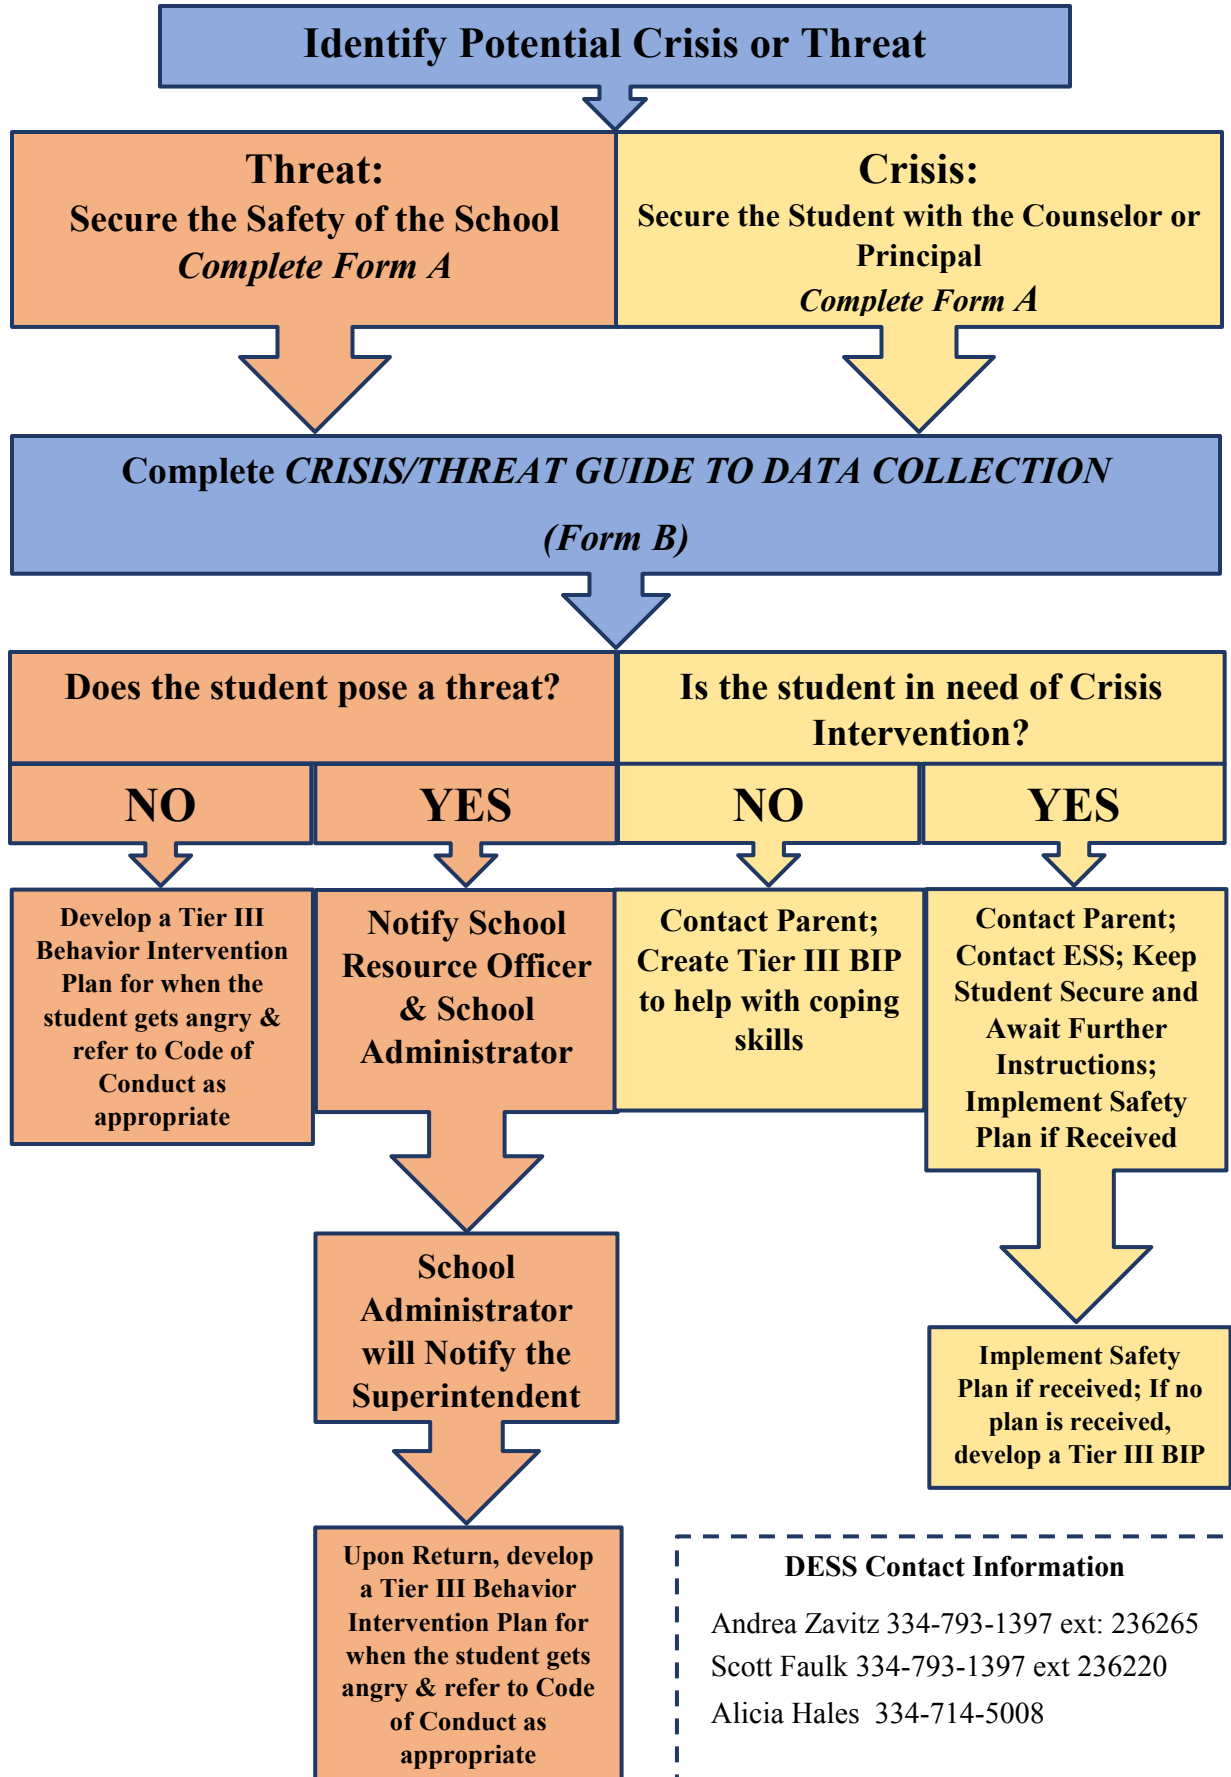 Identify Potential Crisis or Threat
Threat:
Secure the Safety of the School
Complete Form A
Crisis:
Secure the Student with the Counselor or
Principal
Complete Form A
Complete CRISIS/THREAT GUIDE TO DATA COLLECTION
(Form B)
Does the student pose a threat?
Is the student in need of Crisis
Intervention?
NO
YES
NO
YES
Develop a Tier III
Behavior Intervention
Plan for when the
student gets angry &
refer to Code of
Conduct as
appropriate
Notify School
Resource Officer
& School
Administrator
Contact Parent;
Create Tier III BIP
to help with coping
skills
Contact Parent;
Contact ESS; Keep
Student Secure and
Await Further
Instructions;
Implement Safety
Plan if Received
School
Administrator
will Notify the
Superintendent
Implement Safety
Plan if received; If no
plan is received,
develop a Tier III BIP
Upon Return, develop
a Tier III Behavior
Intervention Plan for
when the student gets
angry & refer to Code
of Conduct as
appropriate
DESS Contact Information
Andrea Zavitz 334-793-1397 ext: 236265
Scott Faulk 334-793-1397 ext 236220
Alicia Hales  334-714-5008